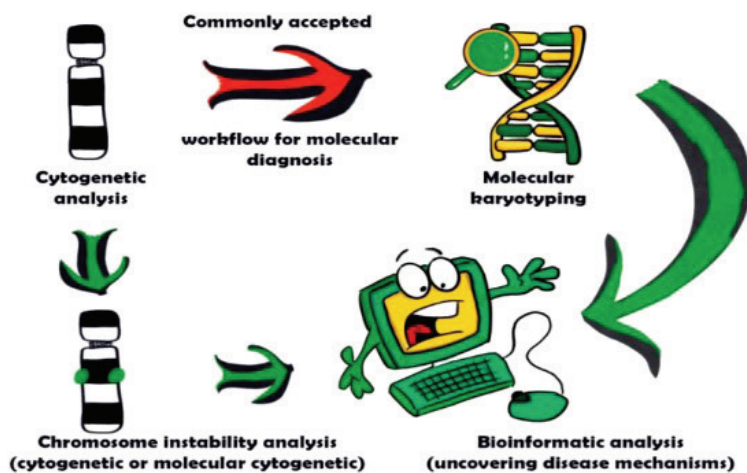 Commonly accepted
workflow for molecular
diagnosis
Cytogenetic
analysis
Molecular
karyotyping
Chromosome instability analysis
(cytogenetic or molecular cytogenetic)
Bioinformatic analysis
(uncovering disease mechanisms)